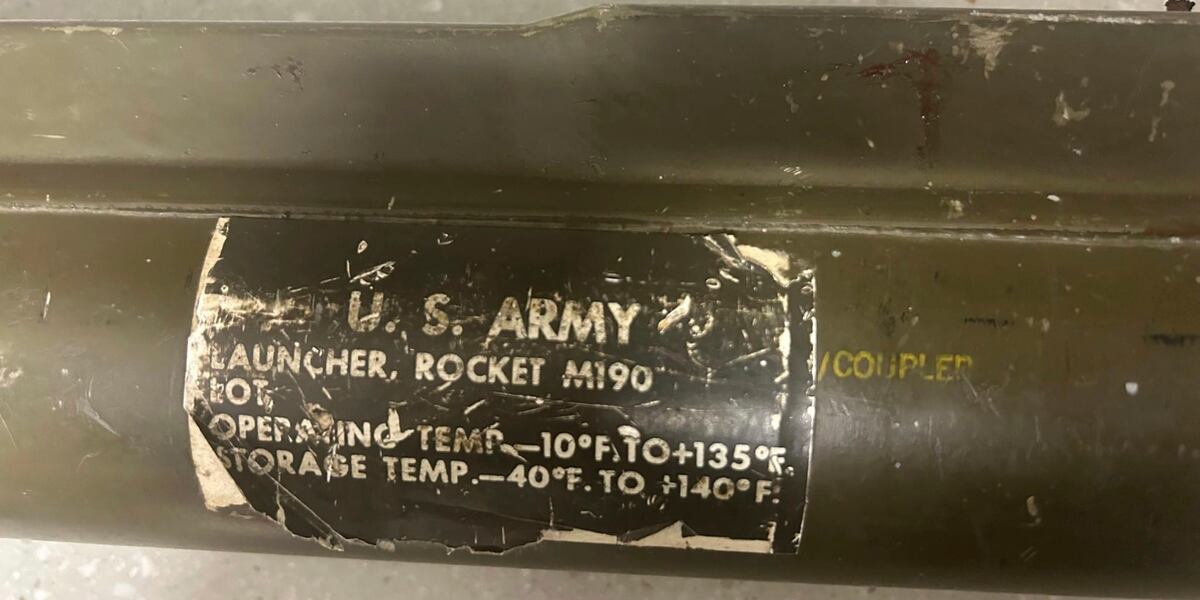 U. S. ARMY
LAUNCHER, ROCKET M190
LOT
OPERATING TEMP.—10°F. TO+135°F.
STORAGE TEMP.—40°F. TO +140°F.
/COUPLER